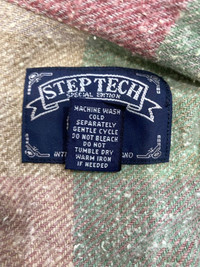 STEPTECH
SPECIAL EDITION
MACHINE WASH
COLD
SEPARATELY
GENTLE CYCLE
DO NOT BLEACH
DO NOT
TUMBLE DRY
WARM IRON
IF NEEDED